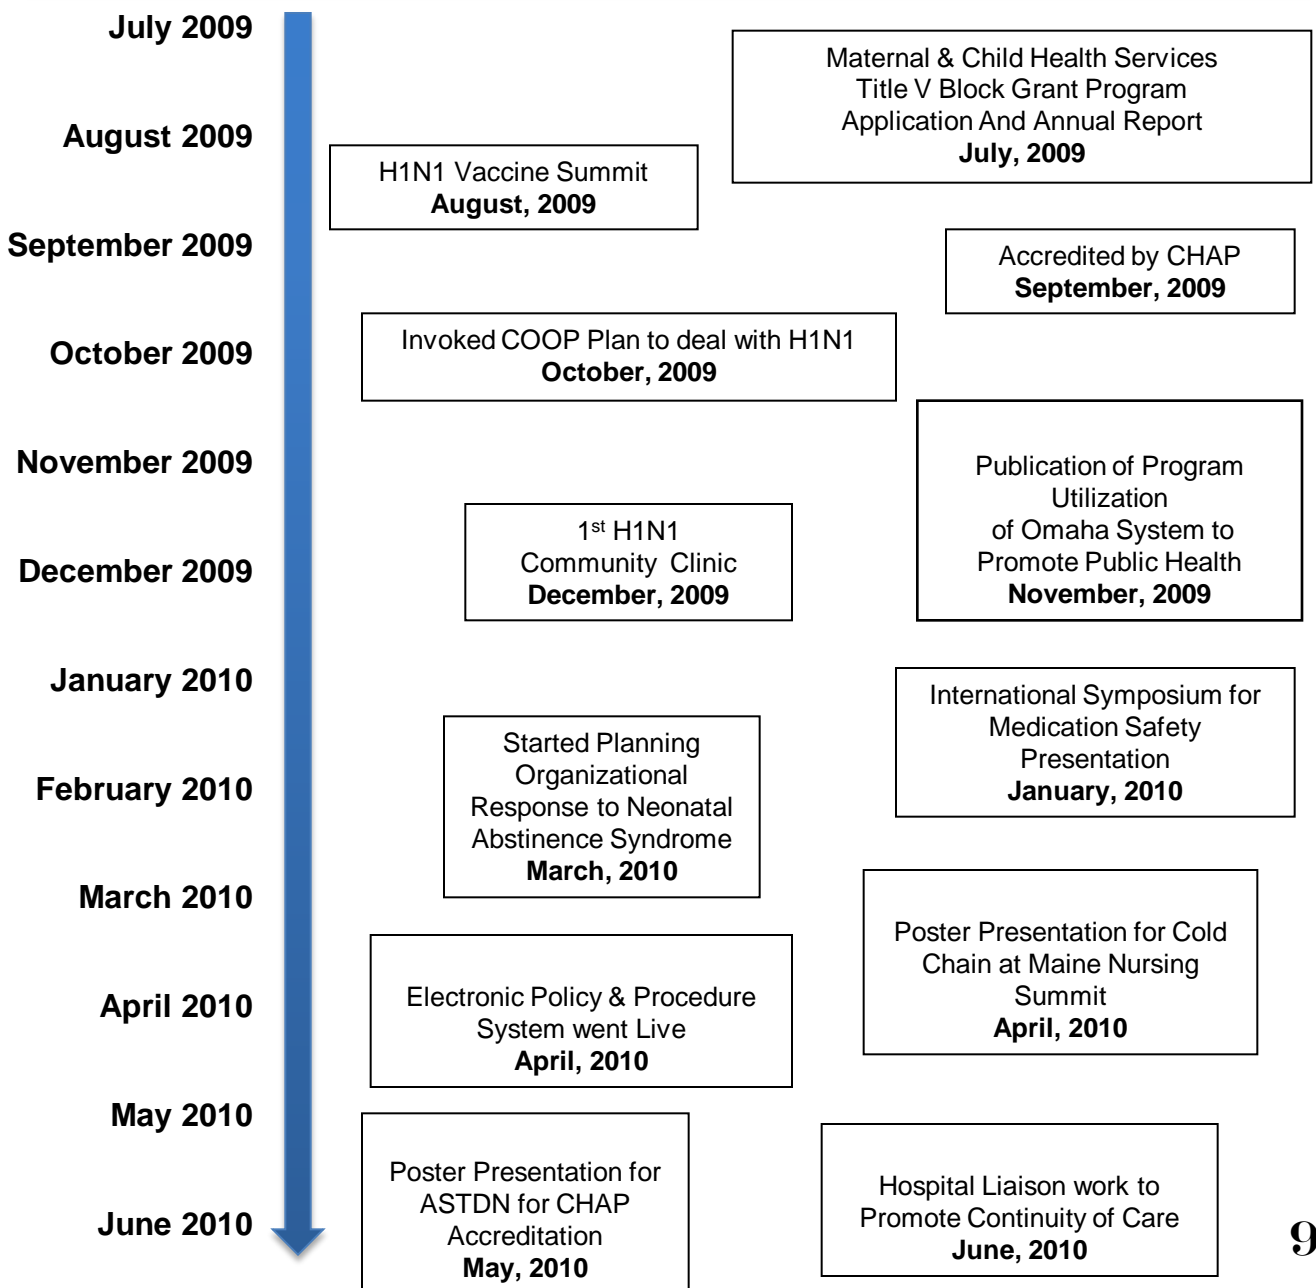 July 2009
August 2009
September 2009
October 2009
November 2009
December 2009
January 2010
February 2010
March 2010
April 2010
May 2010
June 2010
Maternal & Child Health Services
Title V Block Grant Program
Application And Annual Report
July, 2009
H1N1 Vaccine Summit
August, 2009
Accredited by CHAP
September, 2009
Invoked COOP Plan to deal with H1N1
October, 2009
Publication of Program
Utilization
of Omaha System to
Promote Public Health
November, 2009
1st H1N1
Community Clinic
December, 2009
International Symposium for
Medication Safety
Presentation
January, 2010
Started Planning
Organizational
Response to Neonatal
Abstinence Syndrome
March, 2010
Poster Presentation for Cold
Chain at Maine Nursing
Summit
April, 2010
Electronic Policy & Procedure
System went Live
April, 2010
Poster Presentation for
ASTDN for CHAP
Accreditation
May, 2010
Hospital Liaison work to
Promote Continuity of Care
June, 2010
9